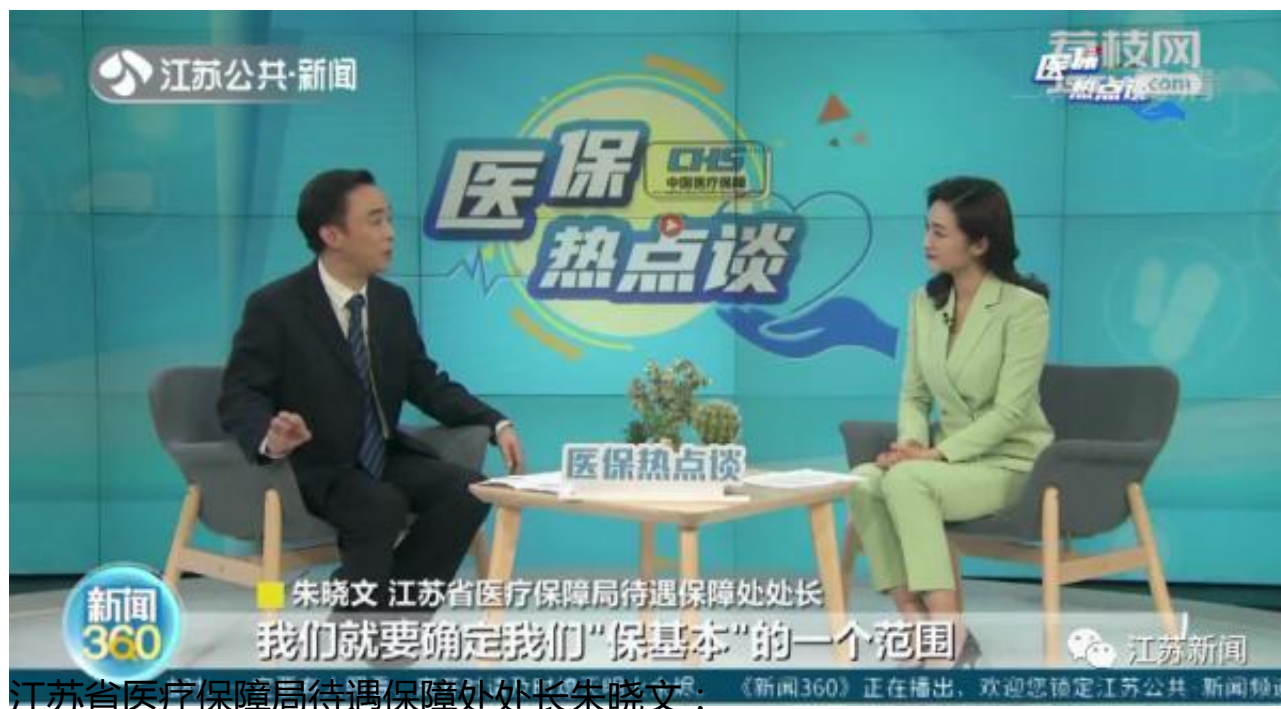 江苏公共·新闻
荔枝网
医保
热点谈
医保
CHS
中国医疗保障
热点谈
医保热点谈
朱晓文 江苏省医疗保障局待遇保障处处长
新闻
360
我们就要确定我们“保基本”的一个范围
江苏新闻
《新闻360》正在播出，欢迎您锁定江苏公共·新闻频道
江苏省医疗保障局待遇保障处处长朱晓文：